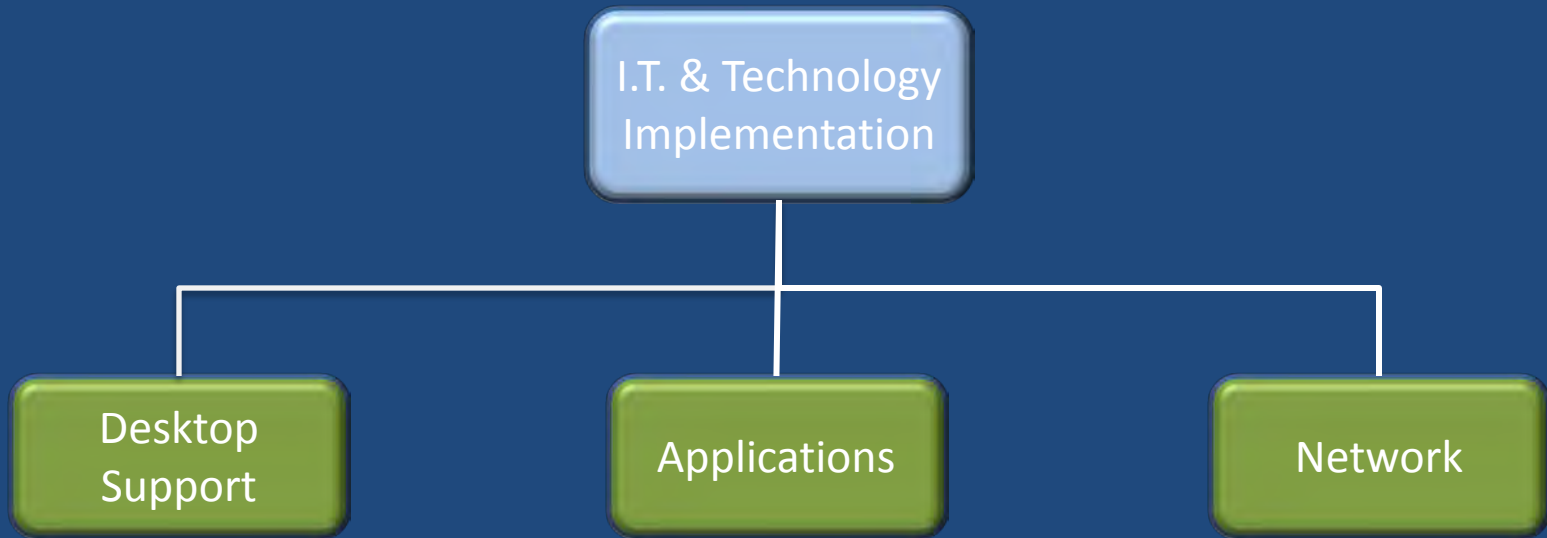 I.T. & Technology
Implementation
Desktop
Support
Applications
Network